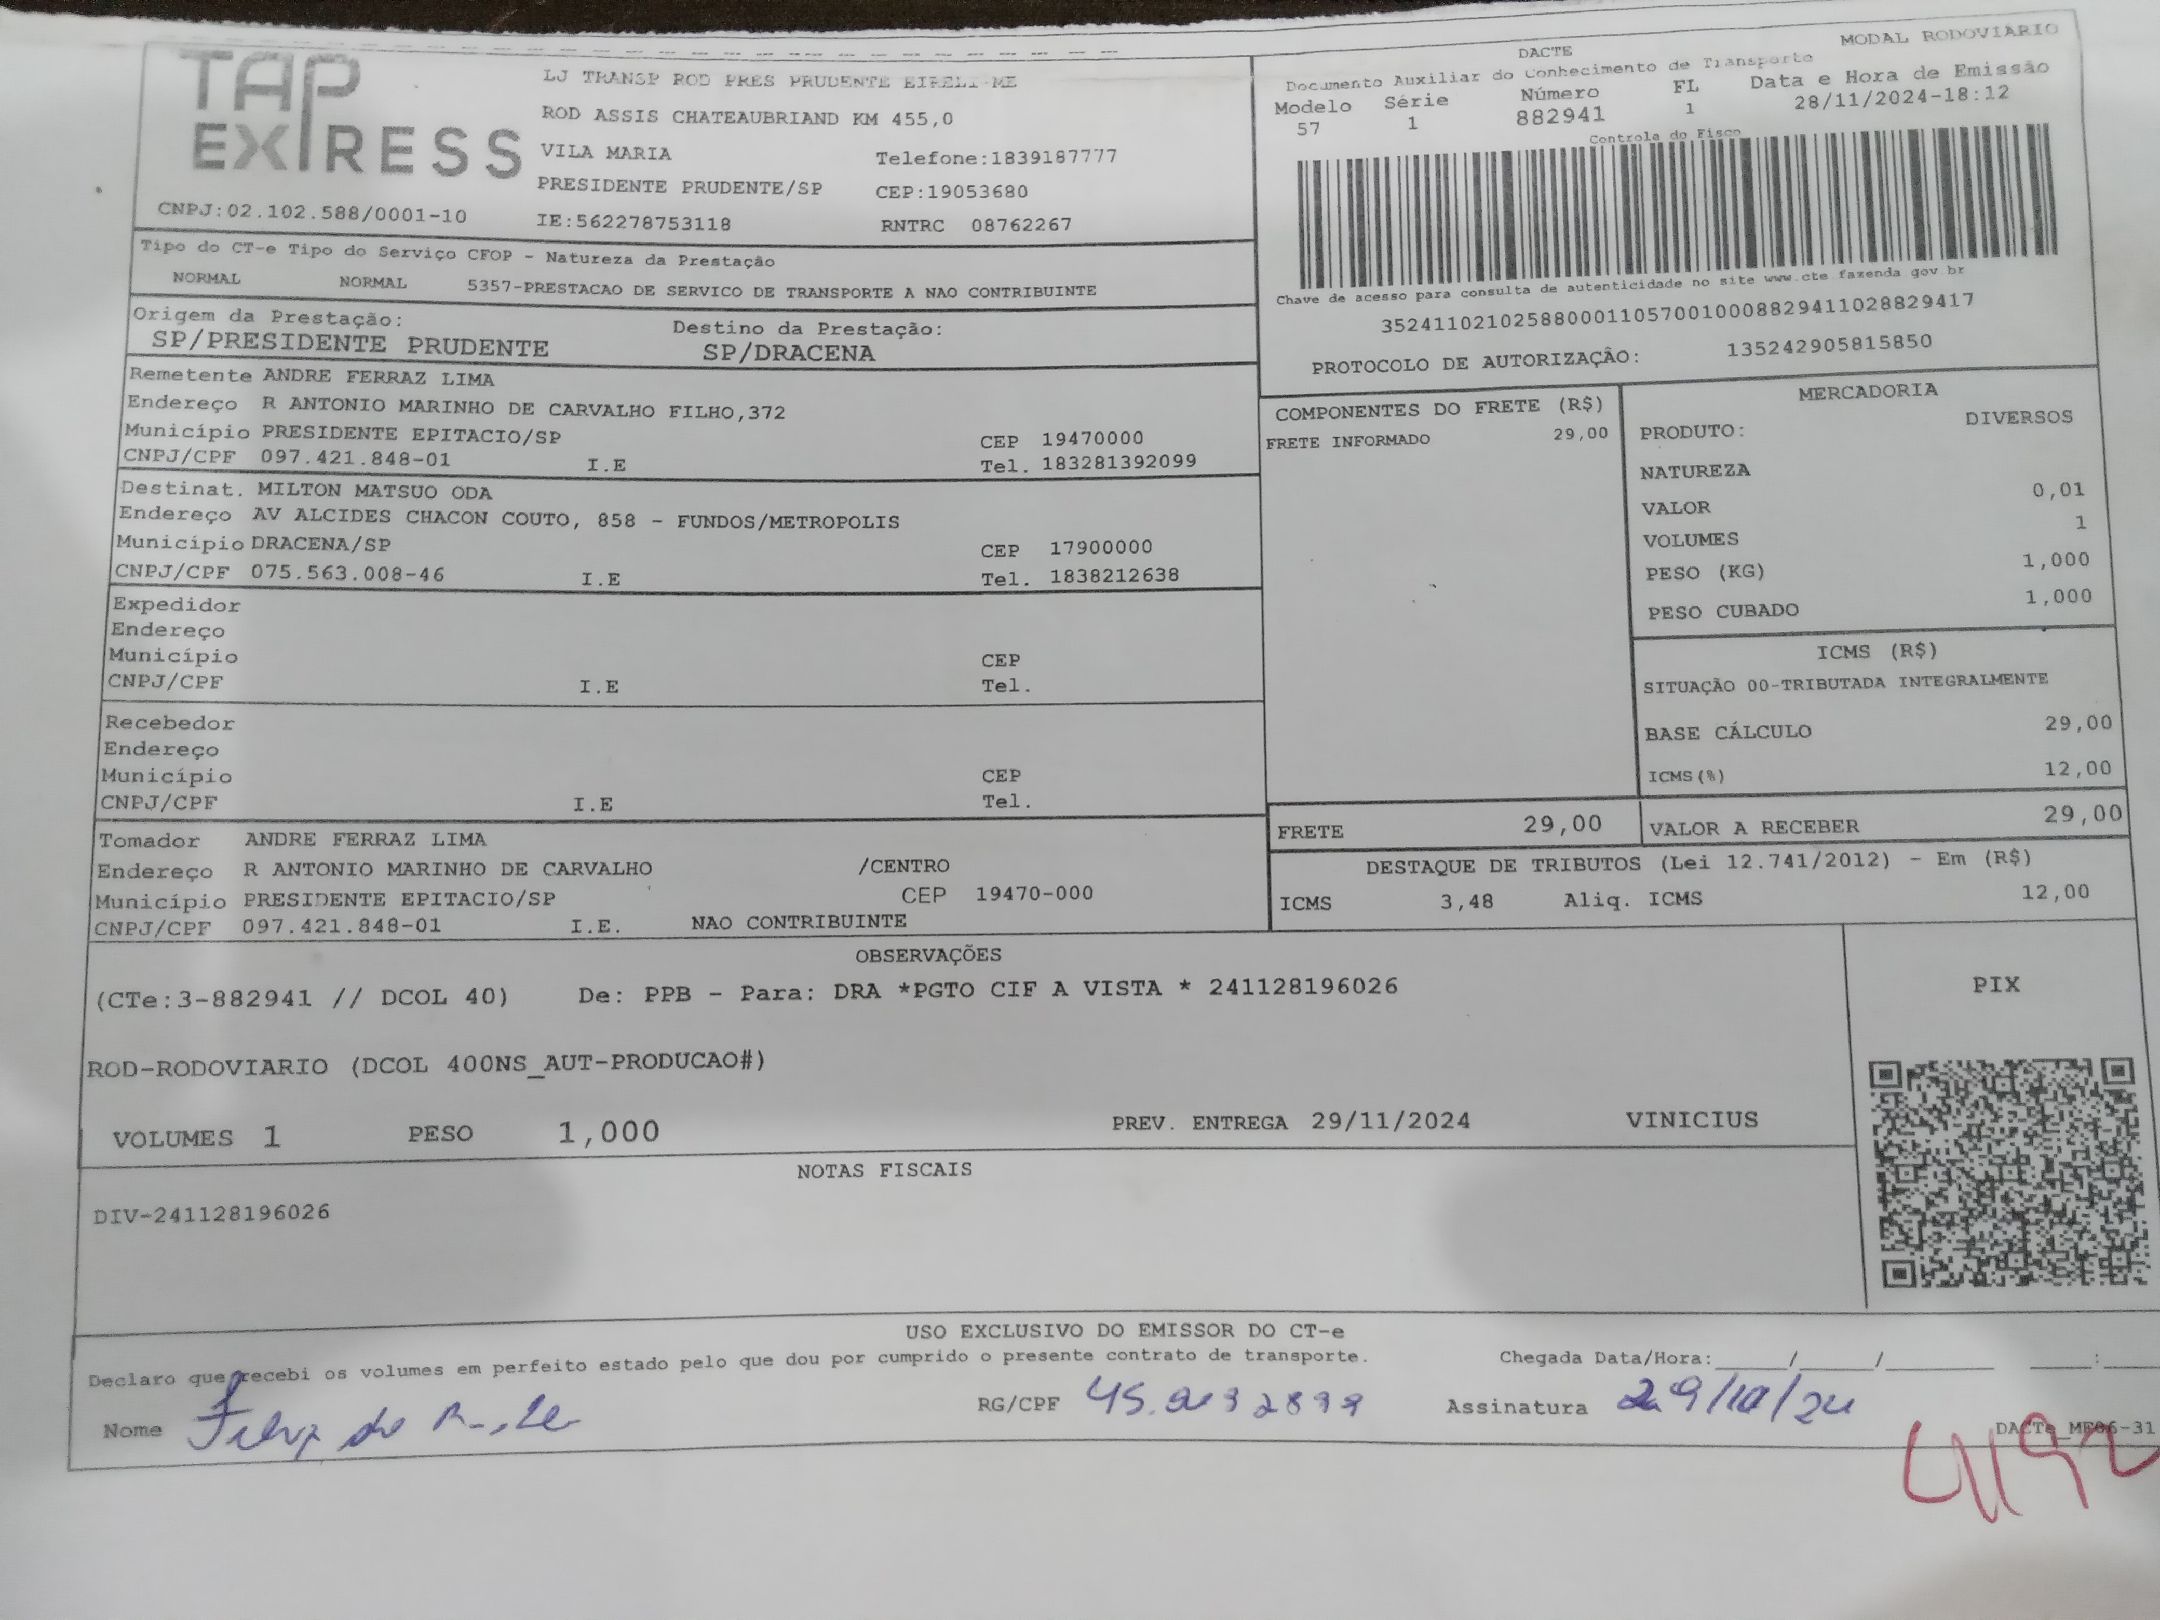 TAP EXPRESS
LJ TRANSP ROD PRES PRUDENTE EIRELI-ME
ROD ASSIS CHATEAUBRIAND KM 455,0
VILA MARIA Telefone:1839187777
PRESIDENTE PRUDENTE/SP CEP:19053680
CNPJ:02.102.588/0001-10 IE:562278753118 RNTRC 08762267
MODAL RODOVIARIO
DACTE
Documento Auxiliar do Conhecimento de Transporte
Modelo Série Número FL Data e Hora de Emissão
57 1 882941 1 28/11/2024-18:12
Controla do Fisco
Chave de acesso para consulta de autenticidade no site www.cte fazenda gov br
35241102102588000110570010008829411028829417
PROTOCOLO DE AUTORIZAÇÃO: 135242905815850
Tipo do CT-e Tipo do Serviço CFOP - Natureza da Prestação
NORMAL NORMAL 5357-PRESTACAO DE SERVICO DE TRANSPORTE A NAO CONTRIBUINTE
Origem da Prestação: Destino da Prestação:
SP/PRESIDENTE PRUDENTE SP/DRACENA
Remetente ANDRE FERRAZ LIMA
Endereço R ANTONIO MARINHO DE CARVALHO FILHO,372
Município PRESIDENTE EPITACIO/SP CEP 19470000
CNPJ/CPF 097.421.848-01 I.E Tel. 183281392099
Destinat. MILTON MATSUO ODA
Endereço AV ALCIDES CHACON COUTO, 858 - FUNDOS/METROPOLIS
Município DRACENA/SP CEP 17900000
CNPJ/CPF 075.563.008-46 I.E Tel. 1838212638
Expedidor
Endereço
Município CEP
CNPJ/CPF I.E Tel.
Recebedor
Endereço
Município CEP
CNPJ/CPF I.E Tel.
Tomador ANDRE FERRAZ LIMA
Endereço R ANTONIO MARINHO DE CARVALHO /CENTRO
Município PRESIDENTE EPITACIO/SP CEP 19470-000
CNPJ/CPF 097.421.848-01 I.E. NAO CONTRIBUINTE
COMPONENTES DO FRETE (R$)
FRETE INFORMADO 29,00
MERCADORIA
PRODUTO: DIVERSOS
NATUREZA
VALOR 0,01
VOLUMES 1
PESO (KG) 1,000
PESO CUBADO 1,000
ICMS (R$)
SITUAÇÃO 00-TRIBUTADA INTEGRALMENTE
BASE CÁLCULO 29,00
ICMS(%) 12,00
FRETE 29,00 VALOR A RECEBER 29,00
DESTAQUE DE TRIBUTOS (Lei 12.741/2012) - Em (R$)
ICMS 3,48 Aliq. ICMS 12,00
OBSERVAÇÕES
(CTe:3-882941 // DCOL 40) De: PPB - Para: DRA *PGTO CIF A VISTA * 241128196026
ROD-RODOVIARIO (DCOL 400NS_AUT-PRODUCAO#)
VOLUMES 1 PESO 1,000 PREV. ENTREGA 29/11/2024 VINICIUS
PIX
NOTAS FISCAIS
DIV-241128196026
USO EXCLUSIVO DO EMISSOR DO CT-e
Declaro que recebi os volumes em perfeito estado pelo que dou por cumprido o presente contrato de transporte. Chegada Data/Hora:____/____/________ ____:____
Nome RG/CPF Assinatura
DACTe_ME06-31